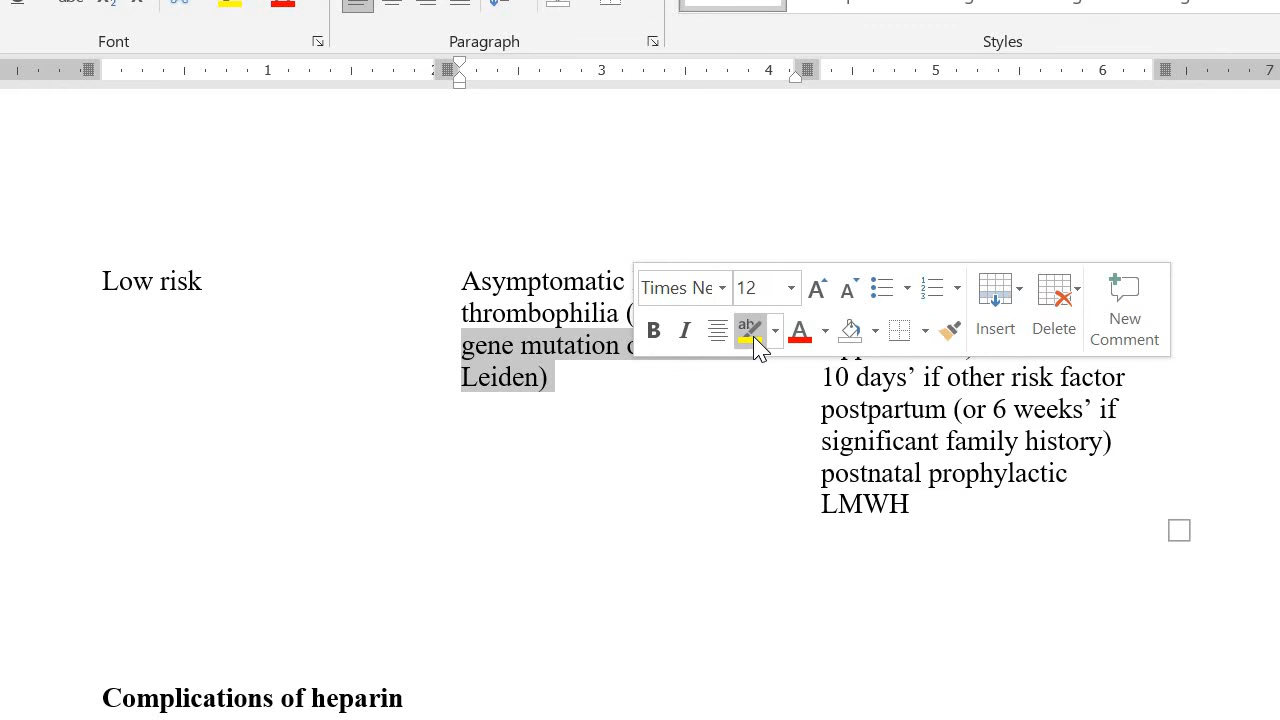 Font
Paragraph
Styles
1
3
4
5
6
7
Low risk
Asymptomatic
thrombophilia (
gene mutation
Leiden)
Times Ne
12
Insert
Delete
New
Comment
10 days’ if other risk factor
postpartum (or 6 weeks’ if
significant family history)
postnatal prophylactic
LMWH
Complications of heparin